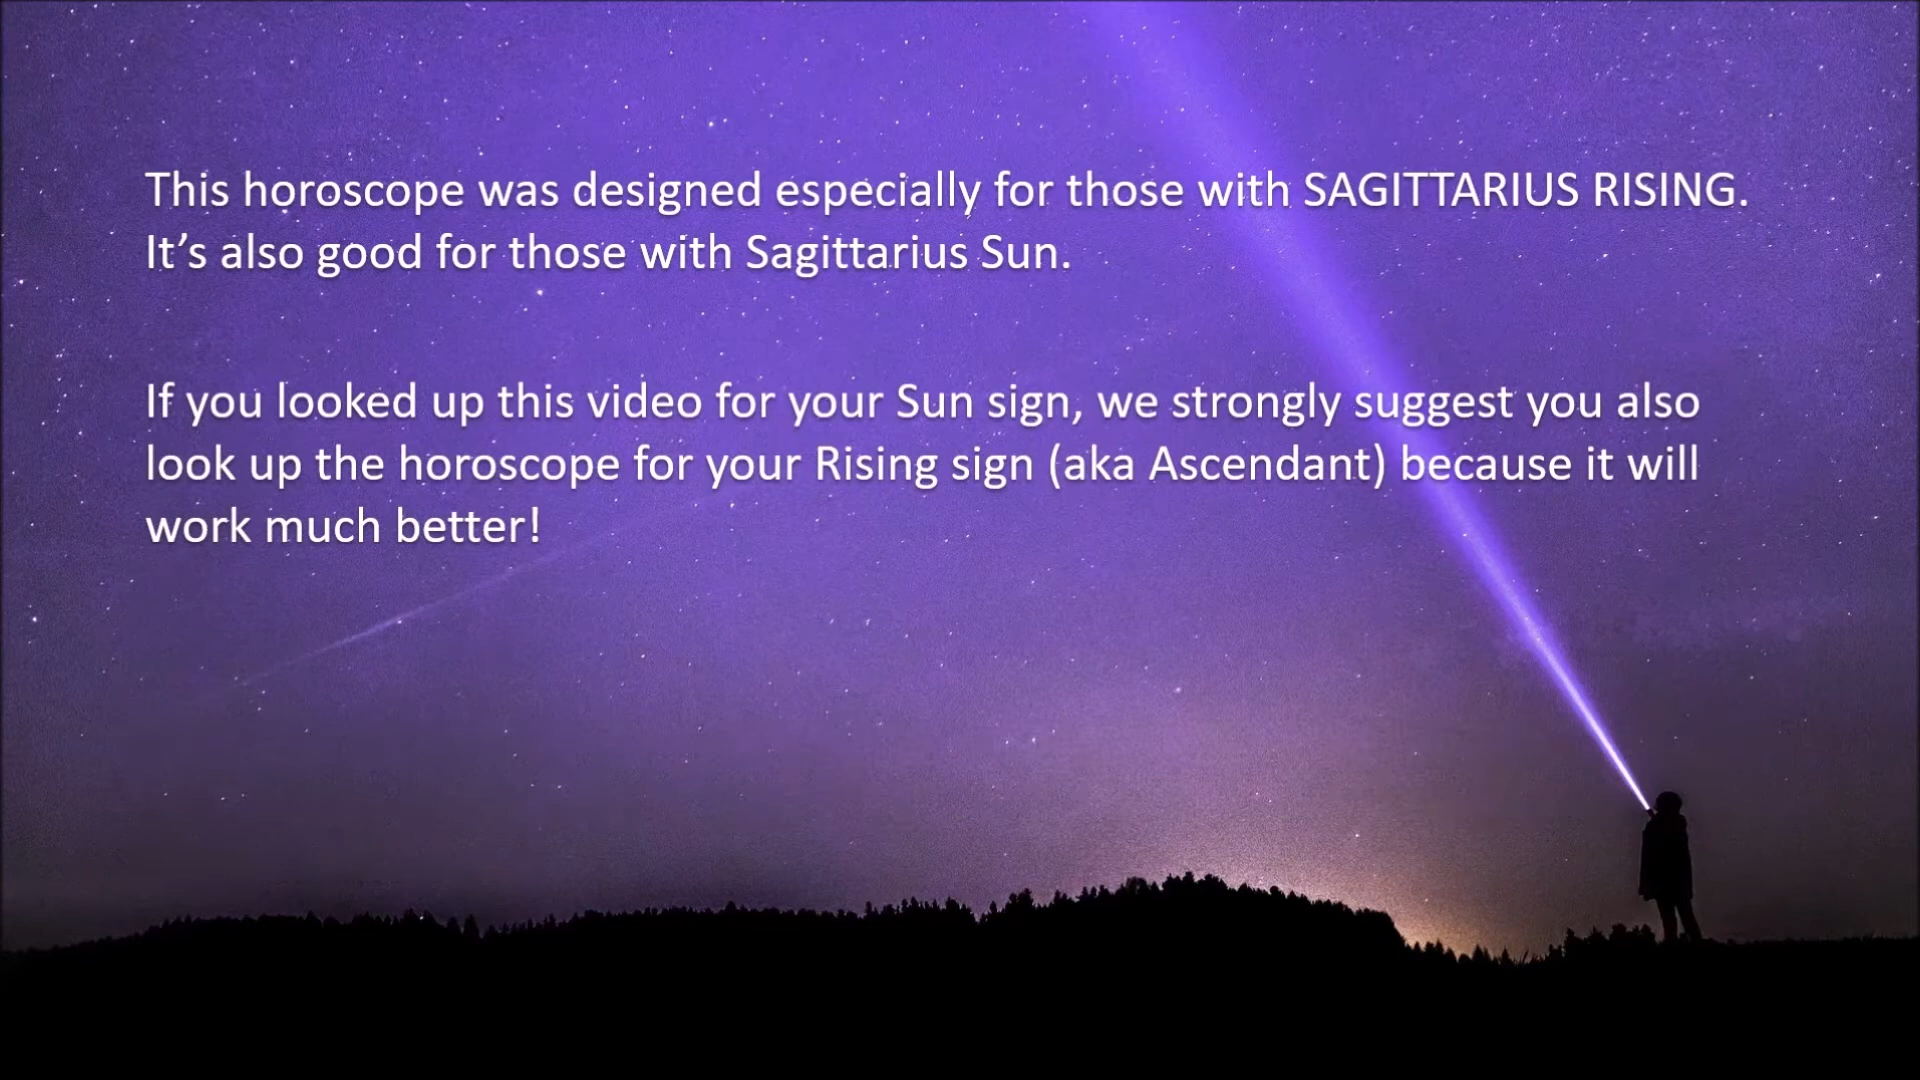 This horoscope was designed especially for those with SAGITTARIUS RISING.
It’s also good for those with Sagittarius Sun.
If you looked up this video for your Sun sign, we strongly suggest you also
look up the horoscope for your Rising sign (aka Ascendant) because it will
work much better!